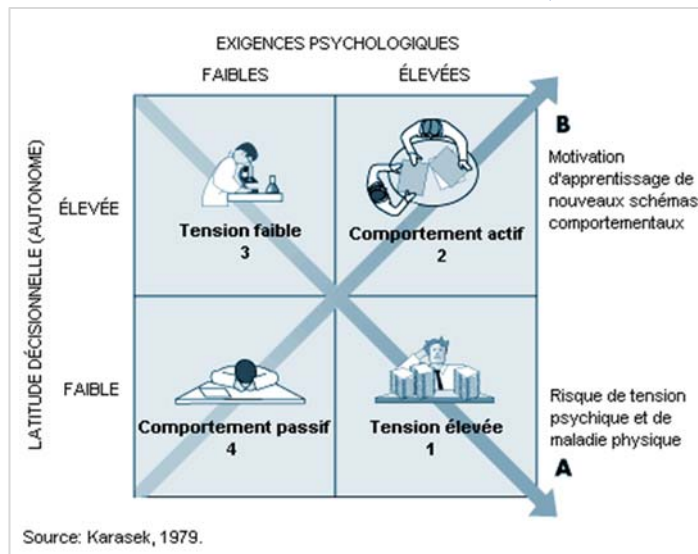 EXIGENCES PSYCHOLOGIQUES
FAIBLES
ÉLEVÉES
LATITUDE DÉCISIONNELLE (AUTONOME)
ÉLEVÉE
FAIBLE
Tension faible
3
Comportement actif
2
B
Motivation
d'apprentissage de
nouveaux schémas
comportementaux
Comportement passif
4
Tension élevée
1
Risque de tension
psychique et de
maladie physique
A
Source: Karasek, 1979.